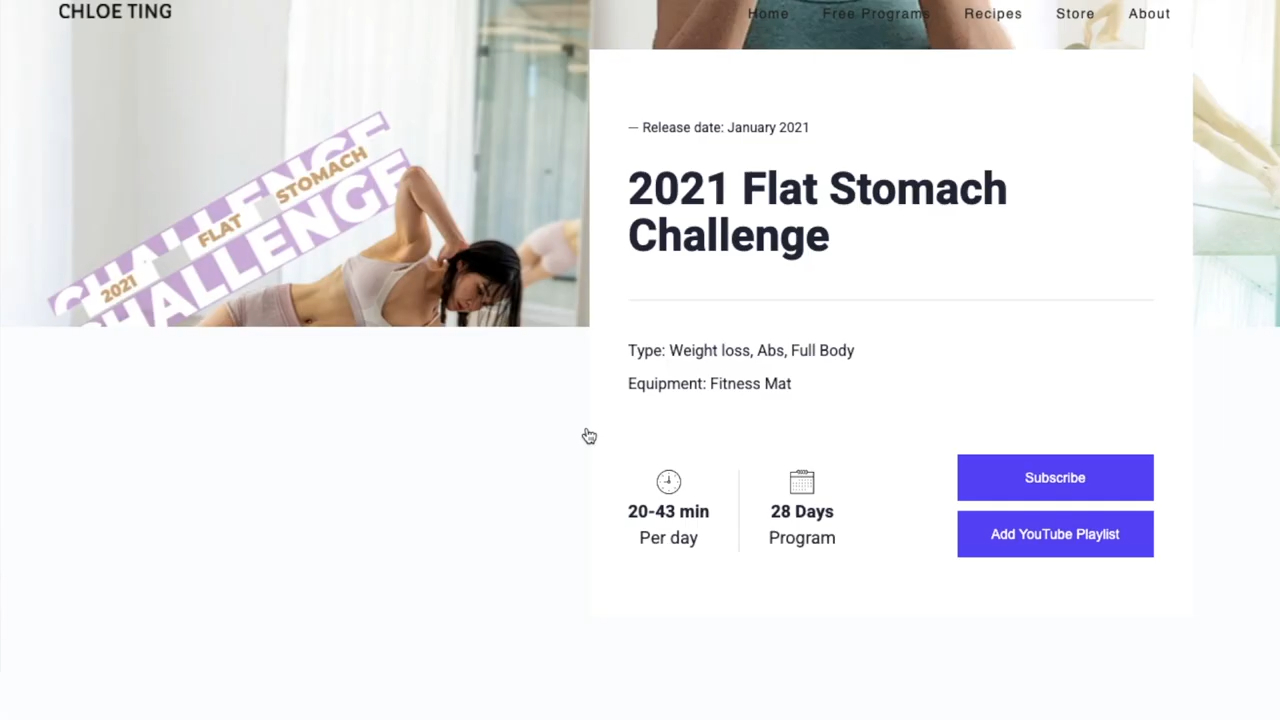 CHLOE TING
Home Free Programs Recipes Store About
CHALLENGE
2021 FLAT STOMACH
CHALLENGE
— Release date: January 2021
2021 Flat Stomach
Challenge
Type: Weight loss, Abs, Full Body
Equipment: Fitness Mat
20-43 min
Per day
28 Days
Program
Subscribe
Add YouTube Playlist